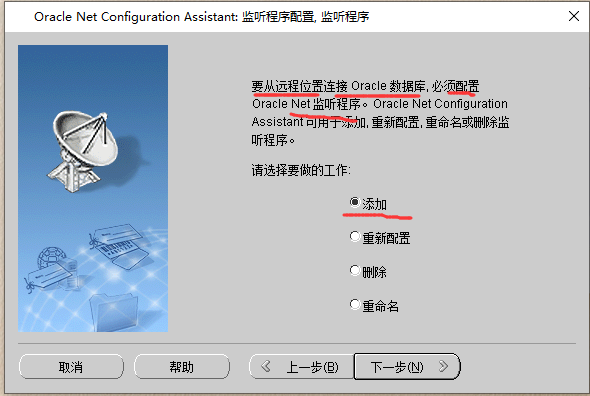 Oracle Net Configuration Assistant: 监听程序配置, 监听程序
要从远程位置连接 Oracle 数据库, 必须配置
Oracle Net 监听程序。Oracle Net Configuration
Assistant 可用于添加, 重新配置, 重命名或删除监
听程序。
请选择要做的工作:
添加
重新配置
删除
重命名
取消
帮助
上一步(B)
下一步(N)